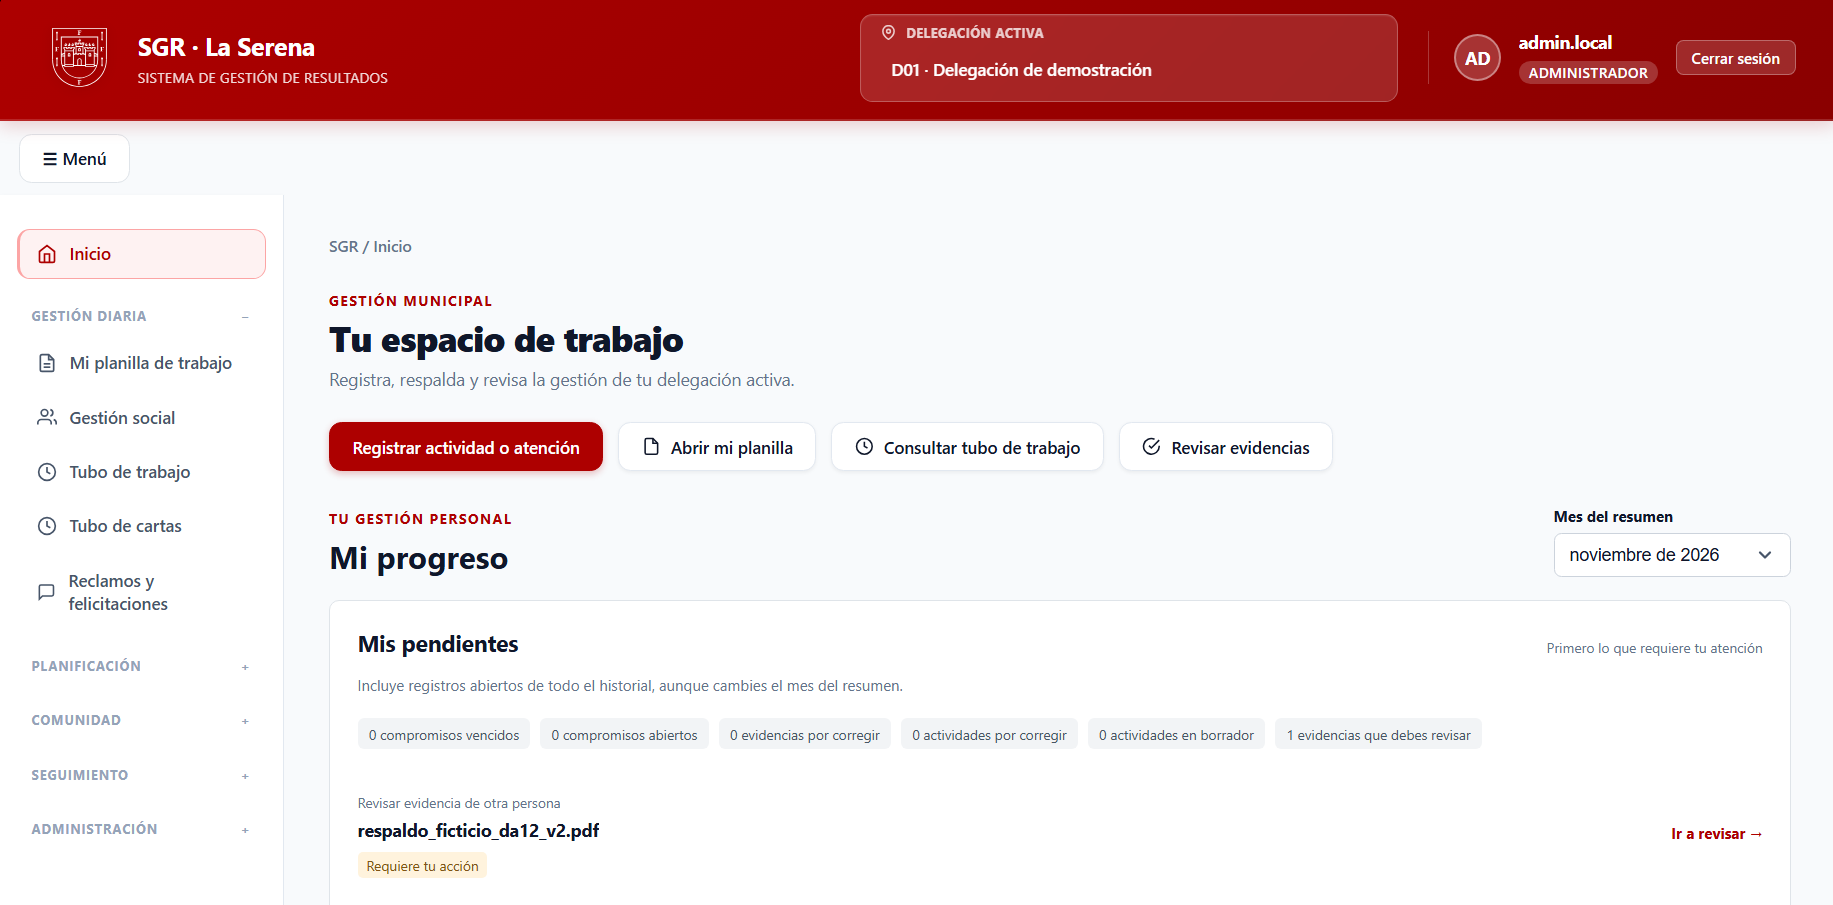 SGR · La Serena
SISTEMA DE GESTIÓN DE RESULTADOS
DELEGACIÓN ACTIVA
D01 · Delegación de demostración
AD
admin.local
ADMINISTRADOR
Cerrar sesión
☰ Menú
Inicio
GESTIÓN DIARIA −
Mi planilla de trabajo
Gestión social
Tubo de trabajo
Tubo de cartas
Reclamos y
felicitaciones
PLANIFICACIÓN +
COMUNIDAD +
SEGUIMIENTO +
ADMINISTRACIÓN +
SGR / Inicio
GESTIÓN MUNICIPAL
Tu espacio de trabajo
Registra, respalda y revisa la gestión de tu delegación activa.
Registrar actividad o atención
Abrir mi planilla
Consultar tubo de trabajo
Revisar evidencias
TU GESTIÓN PERSONAL
Mi progreso
Mes del resumen
noviembre de 2026
Mis pendientes
Primero lo que requiere tu atención
Incluye registros abiertos de todo el historial, aunque cambies el mes del resumen.
0 compromisos vencidos
0 compromisos abiertos
0 evidencias por corregir
0 actividades por corregir
0 actividades en borrador
1 evidencias que debes revisar
Revisar evidencia de otra persona
respaldo_ficticio_da12_v2.pdf
Requiere tu acción
Ir a revisar →